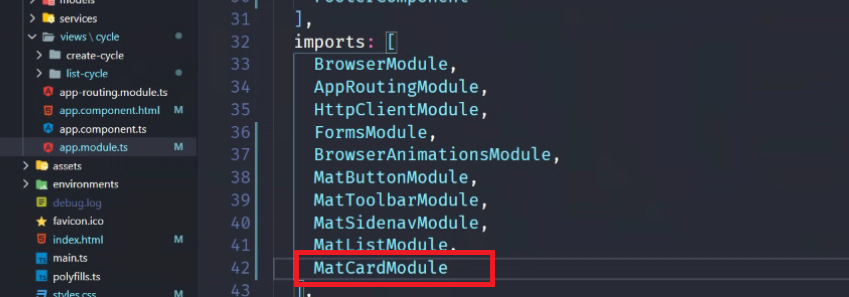 models
services
views \ cycle
create-cycle
list-cycle
app-routing.module.ts
app.component.html M
app.component.ts
app.module.ts M
assets
environments
debug.log
favicon.ico
index.html M
main.ts
polyfills.ts
styles.css M
30 FooterComponent
31 ],
32 imports: [
33 BrowserModule,
34 AppRoutingModule,
35 HttpClientModule,
36 FormsModule,
37 BrowserAnimationsModule,
38 MatButtonModule,
39 MatToolbarModule,
40 MatSidenavModule,
41 MatListModule,
42 MatCardModule
43 ],